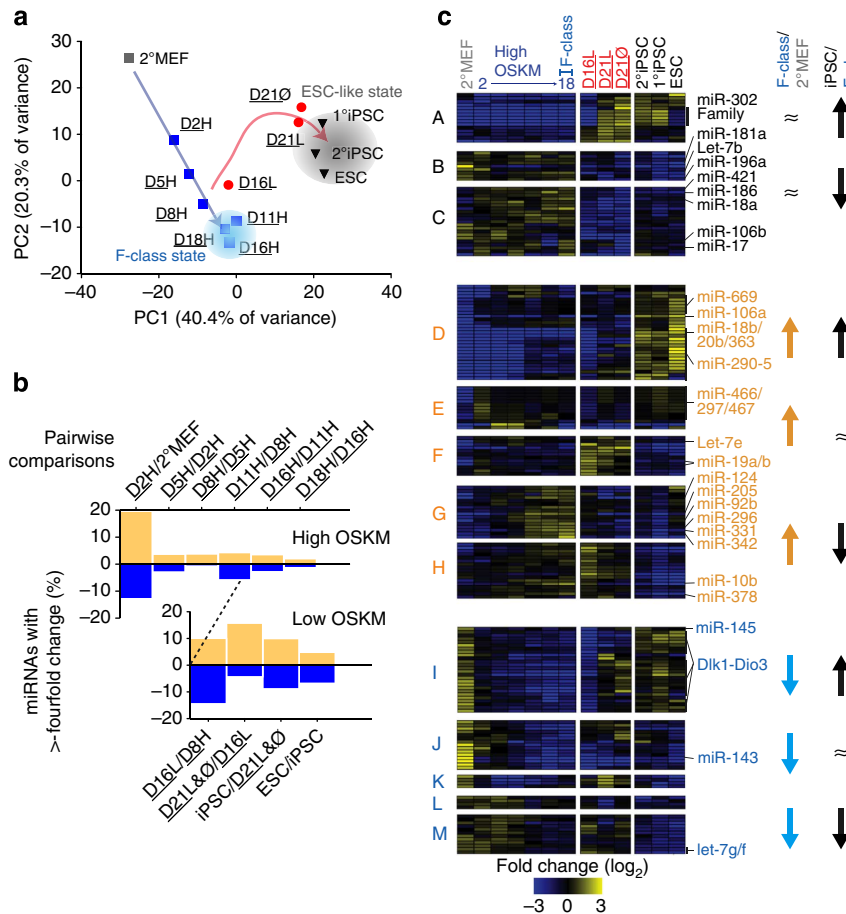 a
30
20
10
0
−10
−20
−40
−20
0
20
40
PC2 (20.3% of variance)
PC1 (40.4% of variance)
2°MEF
D2H
D5H
D8H
D18H
D11H
D16H
F-class state
D16L
D21Ø
D21L
ESC-like state
1°iPSC
2°iPSC
ESC
b
Pairwise
comparisons
D2H/2°MEF
D5H/D2H
D8H/D5H
D11H/D8H
D16H/D11H
D18H/D16H
20
10
0
−10
−20
High OSKM
Low OSKM
20
10
0
−10
−20
miRNAs with
>-fourfold change (%)
D16L/D8H
D21L&Ø/D16L
iPSC/D21L&Ø
ESC/iPSC
c
2°MEF
High
OSKM
2
18
F-class
D16L
D21L
D21Ø
2°iPSC
1°iPSC
ESC
F-class/
2°MEF
iPSC/
A
miR-302
Family
≈
miR-181a
Let-7b
B
miR-196a
miR-421
C
miR-186
≈
miR-18a
miR-106b
miR-17
D
miR-669
miR-106a
miR-18b/
20b/363
miR-290-5
E
miR-466/
297/467
≈
F
Let-7e
miR-19a/b
G
miR-124
miR-205
miR-92b
miR-296
miR-331
miR-342
H
miR-10b
miR-378
I
miR-145
Dlk1-Dio3
J
miR-143
≈
K
L
M
let-7g/f
Fold change (log2)
−3
0
3